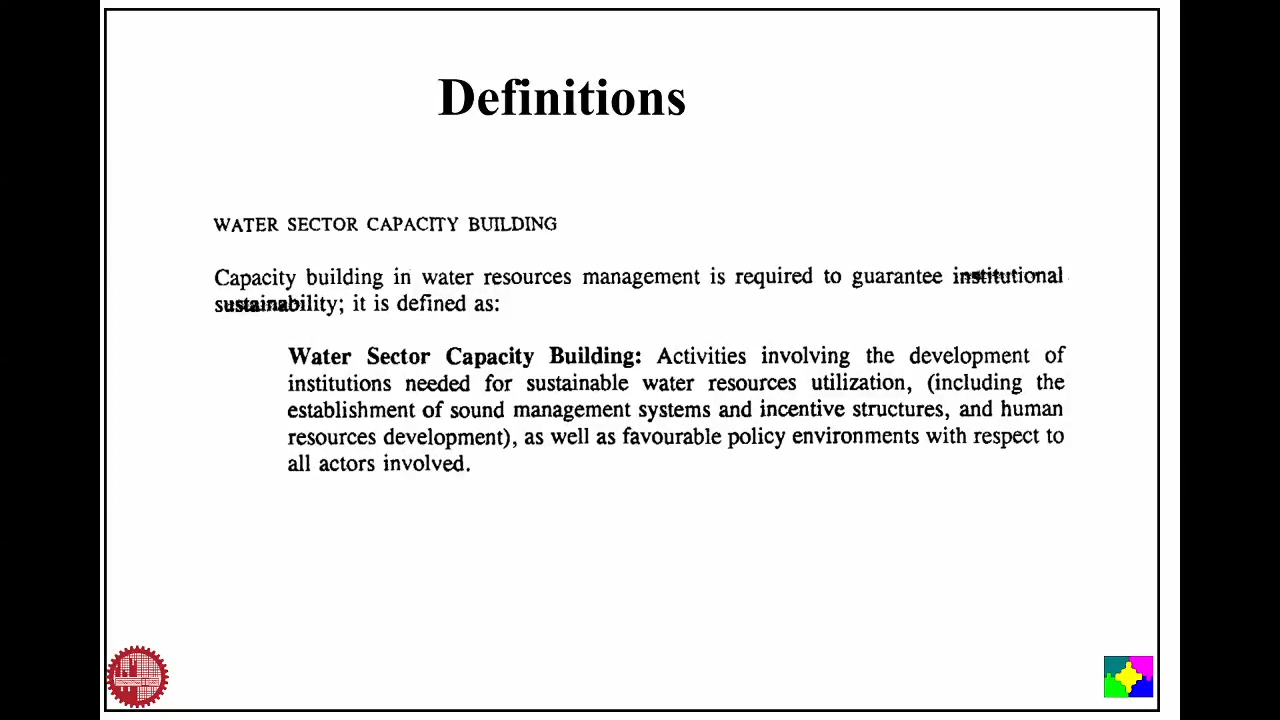 Definitions
WATER SECTOR CAPACITY BUILDING
Capacity building in water resources management is required to guarantee institutional
sustainability; it is defined as:
Water Sector Capacity Building: Activities involving the development of
institutions needed for sustainable water resources utilization, (including the
establishment of sound management systems and incentive structures, and human
resources development), as well as favourable policy environments with respect to
all actors involved.